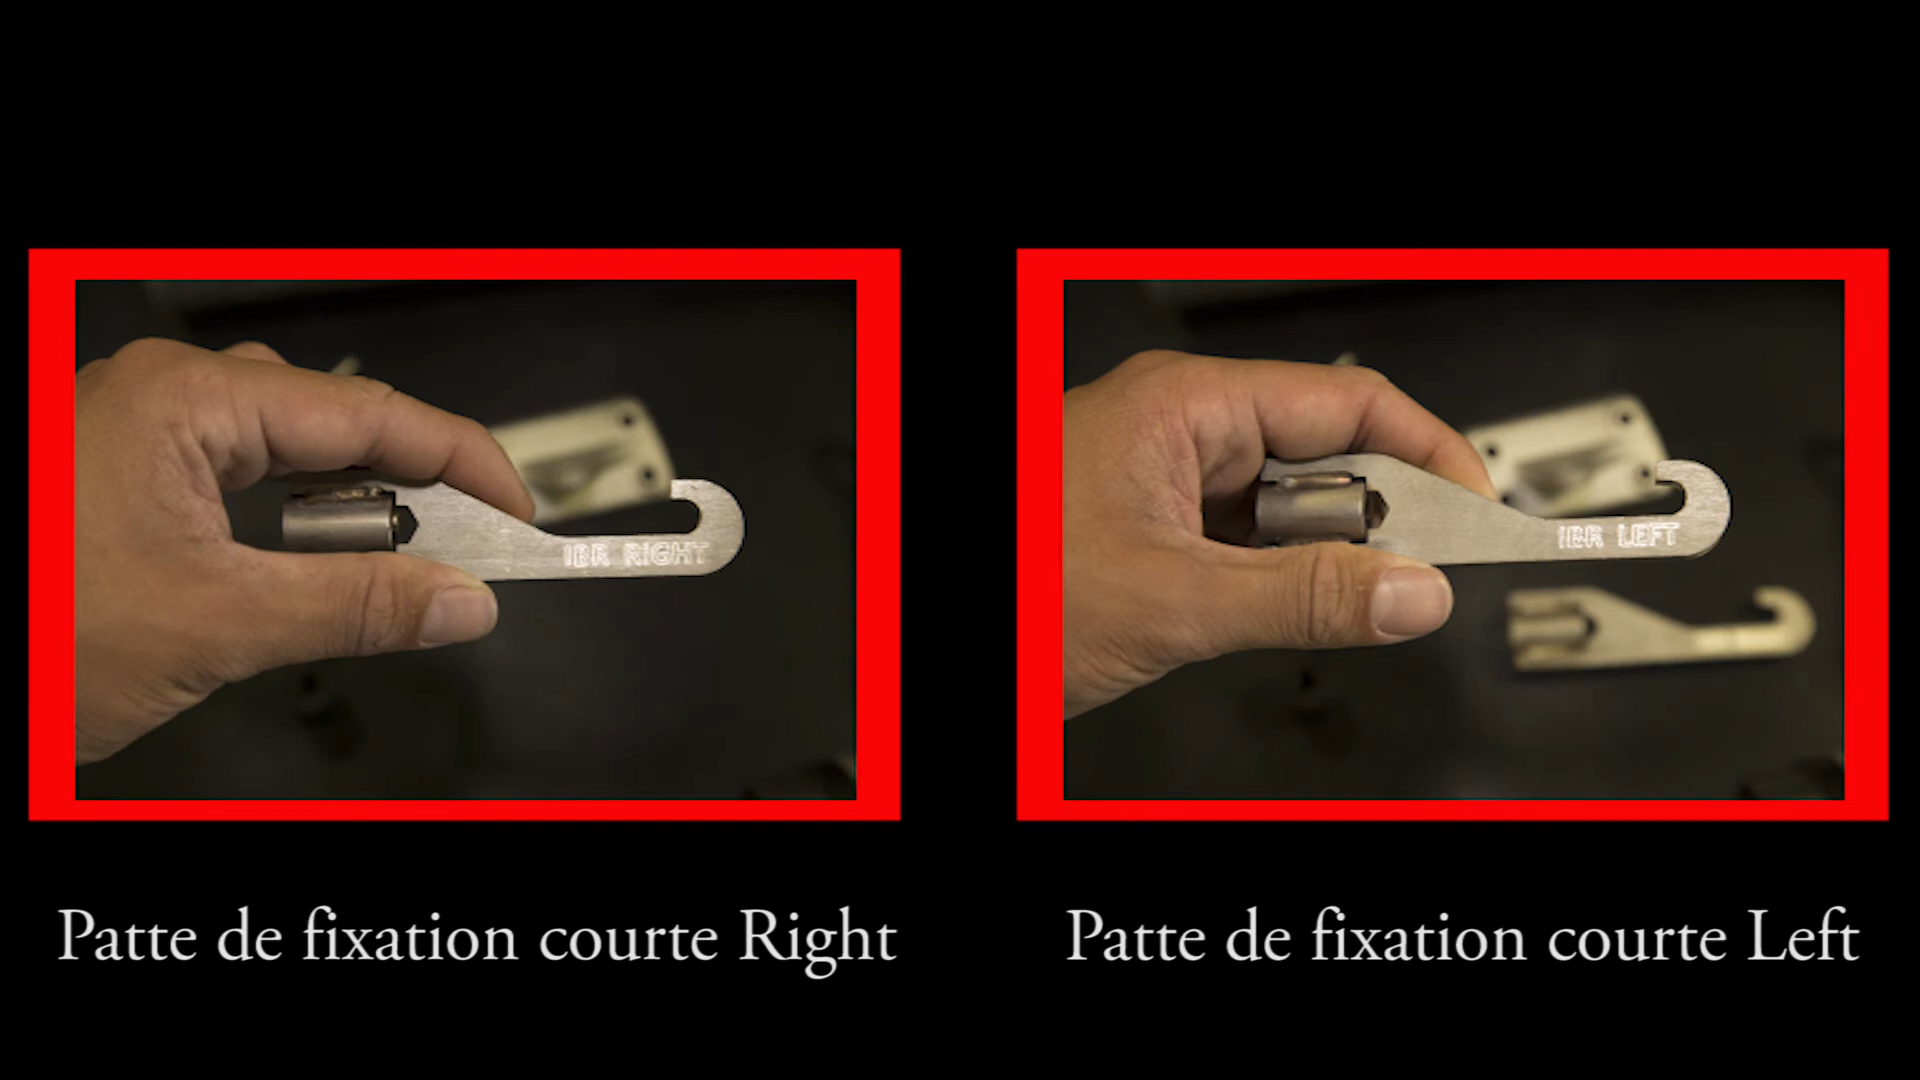 IBR RIGHT
IBR LEFT
Patte de fixation courte Right
Patte de fixation courte Left